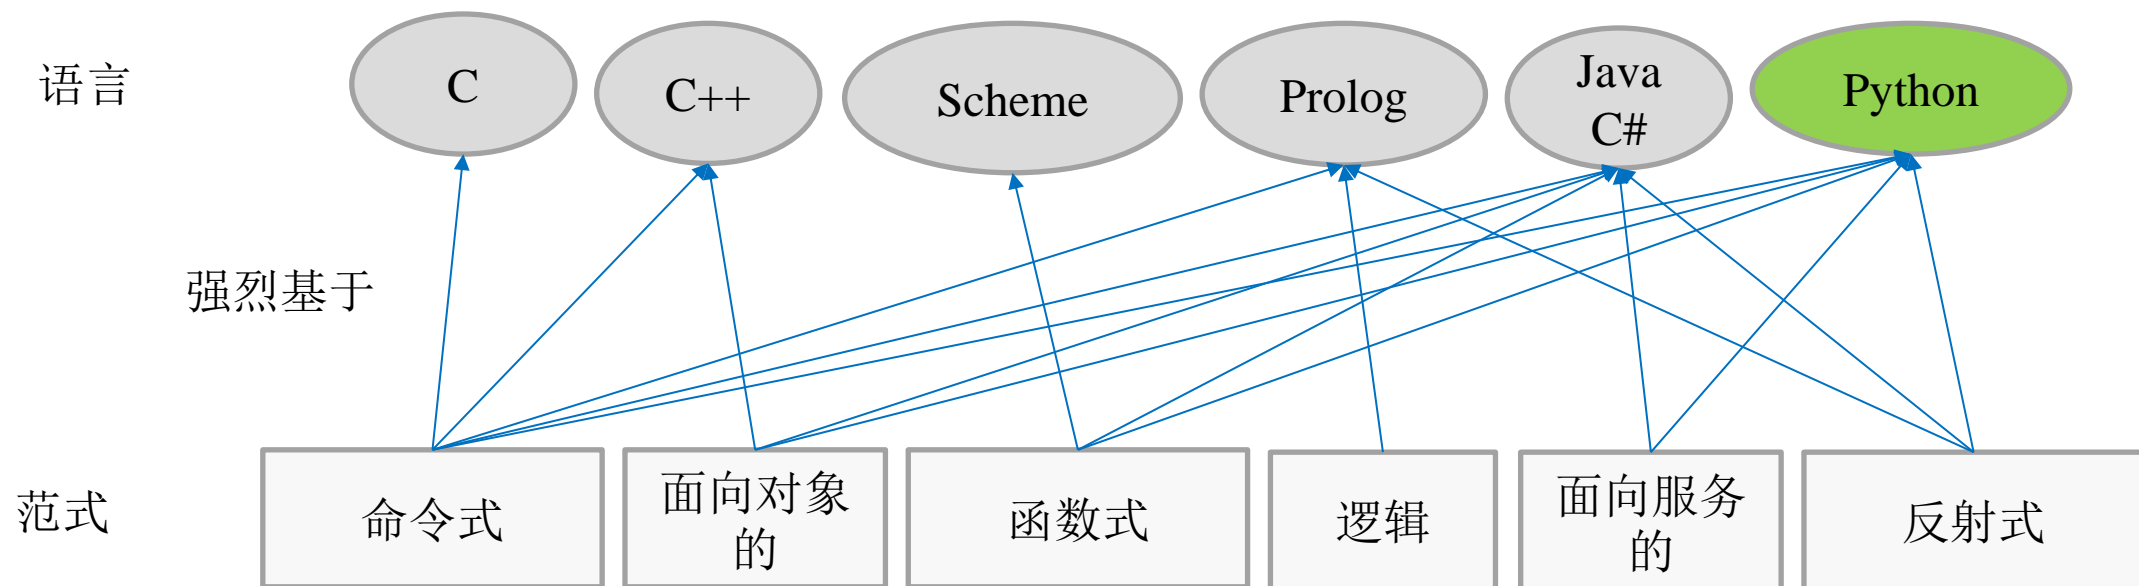 语言
C
C++
Scheme
Prolog
Java
C#
Python
强烈基于
范式
命令式
面向对象
的
函数式
逻辑
面向服务
的
反射式